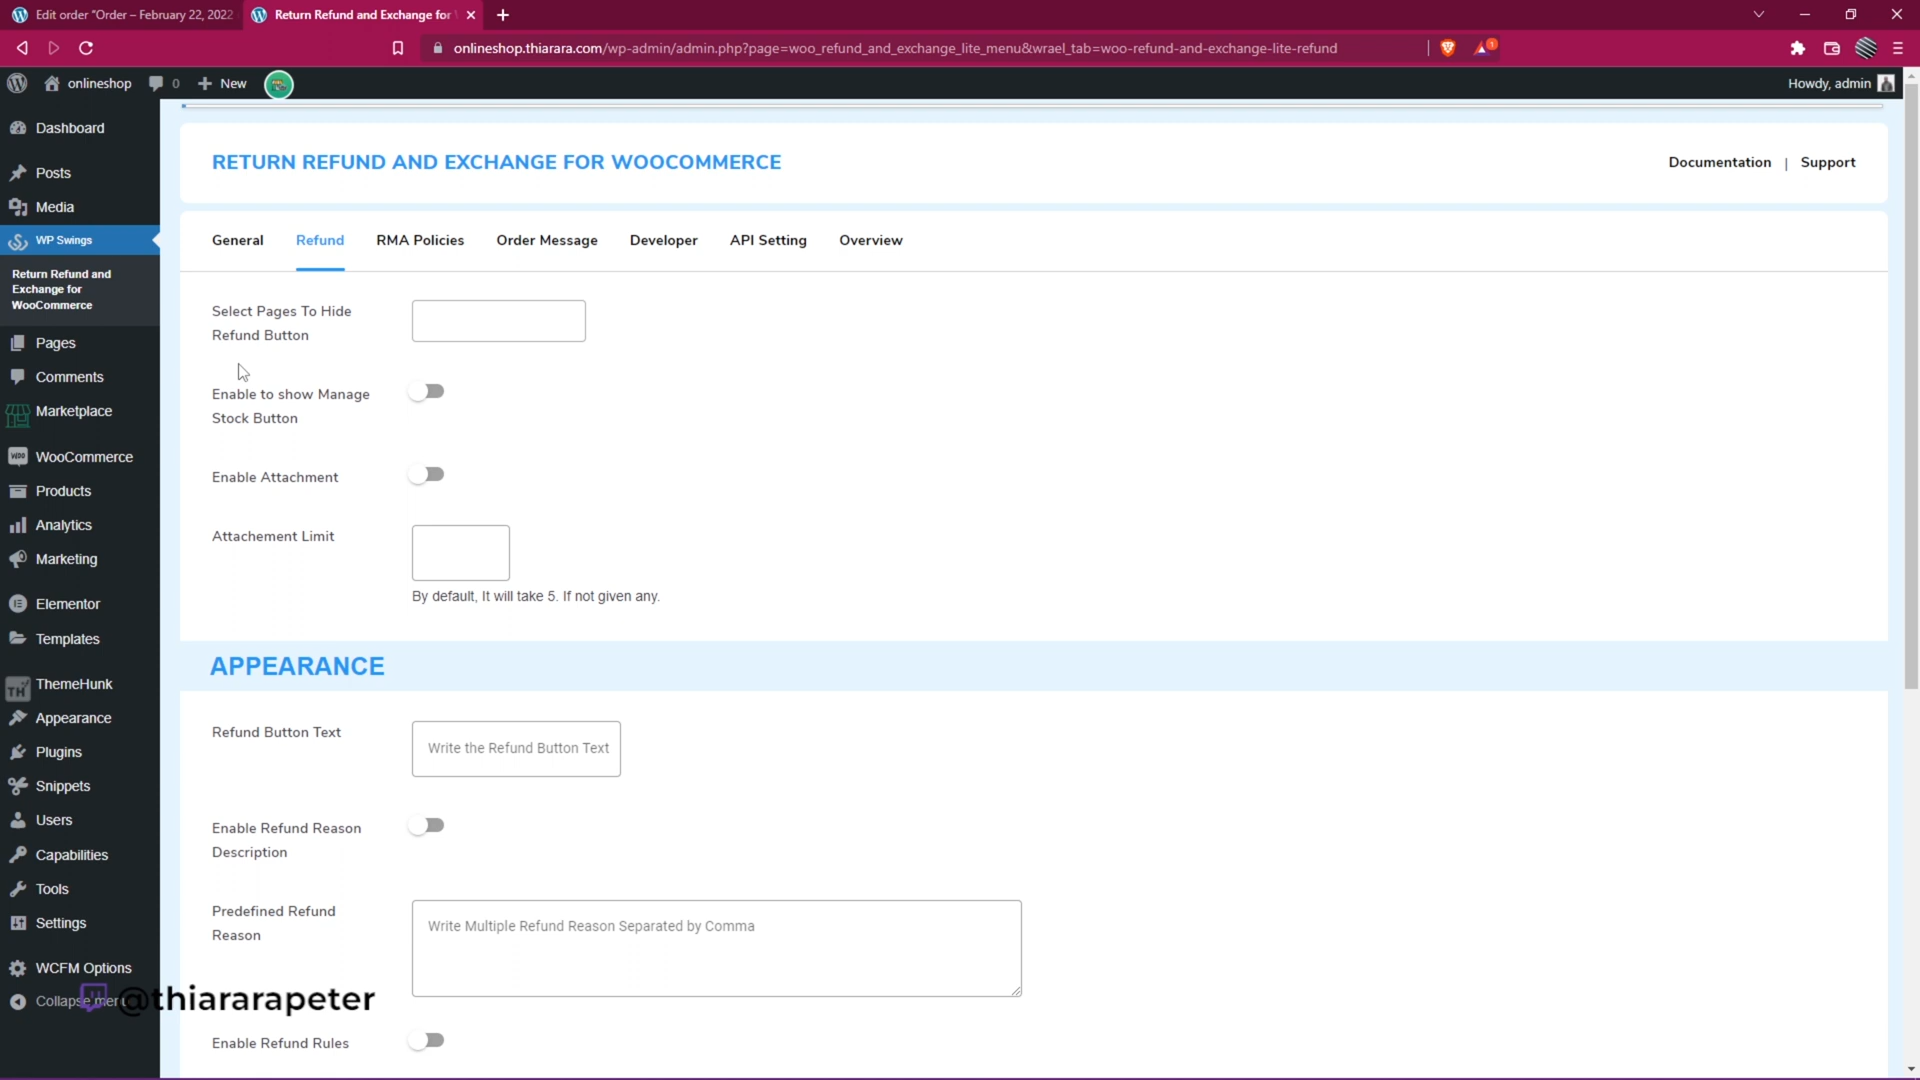 Edit order "Order – February 22, 2022
Return Refund and Exchange for
onlineshop.thiarara.com/wp-admin/admin.php?page=woo_refund_and_exchange_lite_menu&wrael_tab=woo-refund-and-exchange-lite-refund
1
onlineshop
0
New
Howdy, admin
Dashboard
Posts
Media
WP Swings
Return Refund and
Exchange for
WooCommerce
Pages
Comments
Marketplace
WooCommerce
Products
Analytics
Marketing
Elementor
Templates
ThemeHunk
Appearance
Plugins
Snippets
Users
Capabilities
Tools
Settings
WCFM Options
Collapse menu
@thiararapeter
RETURN REFUND AND EXCHANGE FOR WOOCOMMERCE
Documentation | Support
General Refund RMA Policies Order Message Developer API Setting Overview
Select Pages To Hide
Refund Button
Enable to show Manage
Stock Button
Enable Attachment
Attachement Limit
By default, It will take 5. If not given any.
APPEARANCE
Refund Button Text
Write the Refund Button Text
Enable Refund Reason
Description
Predefined Refund
Reason
Write Multiple Refund Reason Separated by Comma
Enable Refund Rules